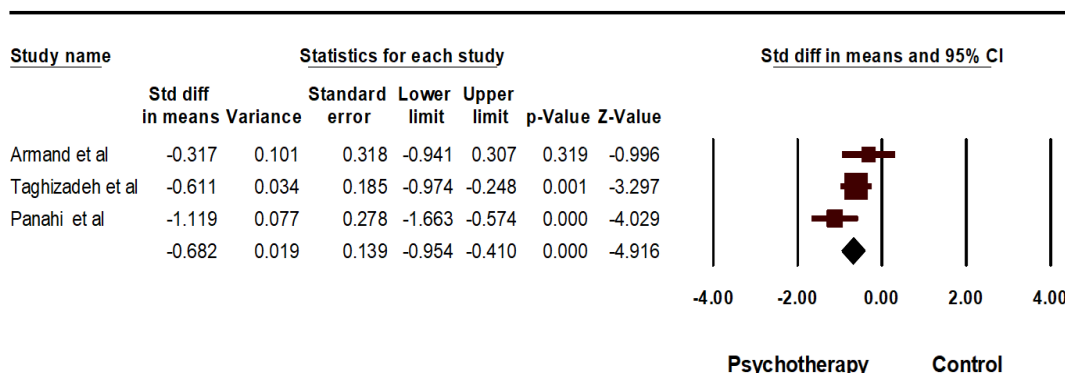 Study name Statistics for each study Std diff in means and 95% CI
Std diff Standard Lower Upper
in means Variance error limit limit p-Value Z-Value
Armand et al -0.317 0.101 0.318 -0.941 0.307 0.319 -0.996
Taghizadeh et al -0.611 0.034 0.185 -0.974 -0.248 0.001 -3.297
Panahi et al -1.119 0.077 0.278 -1.663 -0.574 0.000 -4.029
-0.682 0.019 0.139 -0.954 -0.410 0.000 -4.916
-4.00 -2.00 0.00 2.00 4.00
Psychotherapy Control